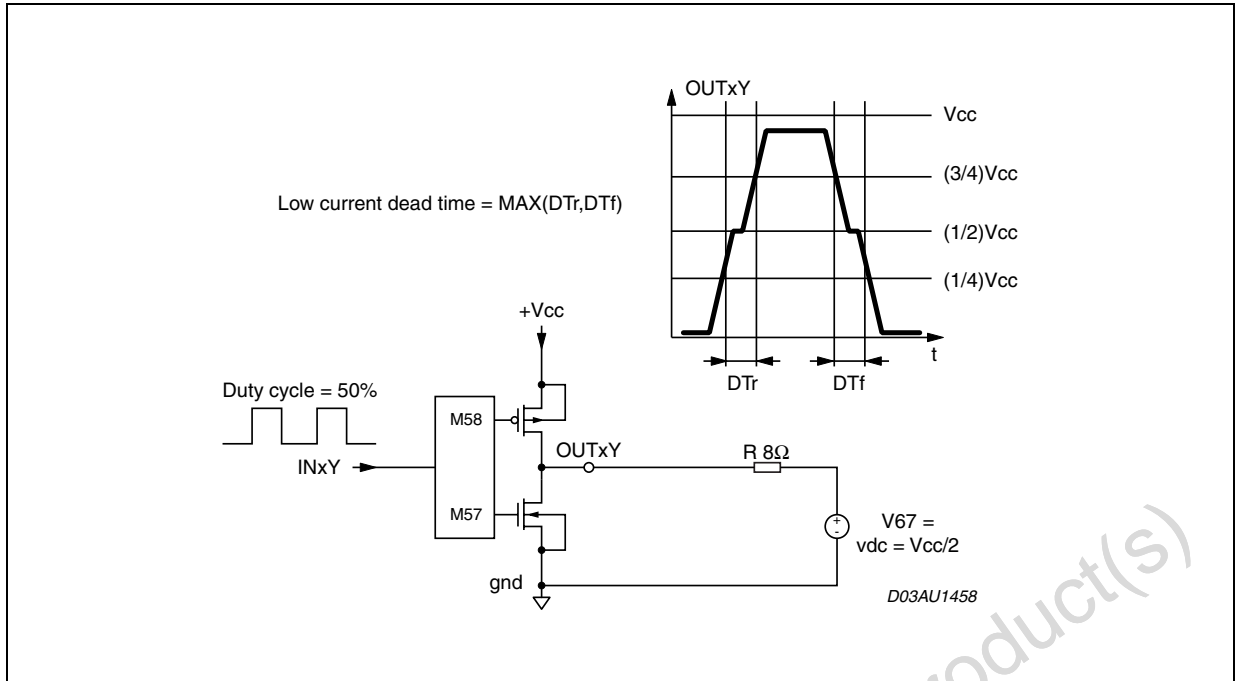 OUTxY
Vcc
(3/4)Vcc
Low current dead time = MAX(DTr,DTf)
(1/2)Vcc
(1/4)Vcc
+Vcc
t
DTr
DTf
Duty cycle = 50%
M58
OUTxY
R 8Ω
INxY
M57
+
-
V67 =
vdc = Vcc/2
gnd
D03AU1458
roduct(s)